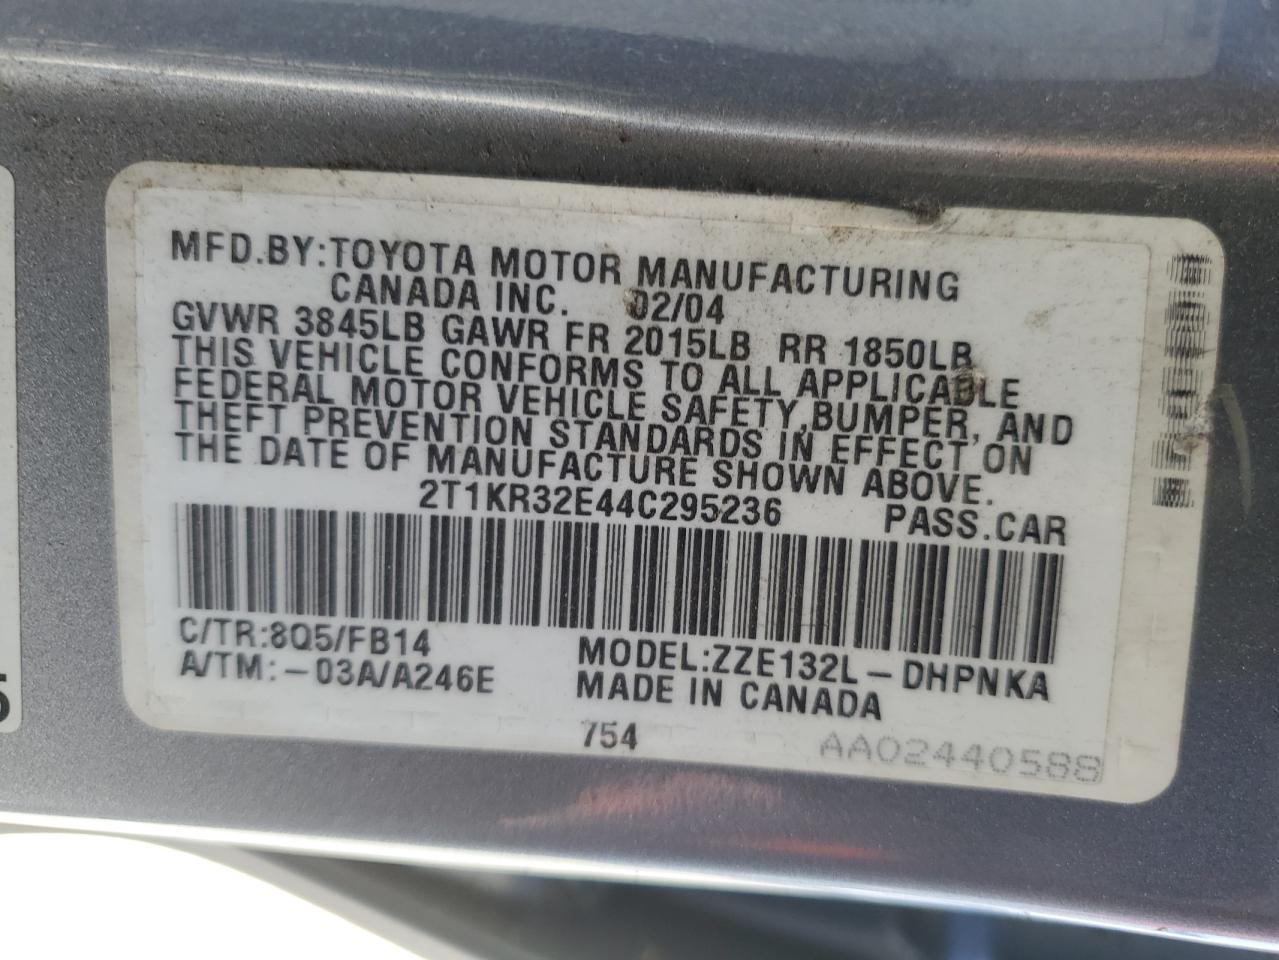 MFD.BY:TOYOTA MOTOR MANUFACTURING
CANADA INC. 02/04
GVWR 3845LB GAWR FR 2015LB RR 1850LB
THIS VEHICLE CONFORMS TO ALL APPLICABLE
FEDERAL MOTOR VEHICLE SAFETY,BUMPER, AND
THEFT PREVENTION STANDARDS IN EFFECT ON
THE DATE OF MANUFACTURE SHOWN ABOVE.
2T1KR32E44C295236 PASS.CAR
C/TR:8Q5/FB14
A/TM:-03A/A246E
MODEL:ZZE132L-DHPNKA
MADE IN CANADA
754
AA02440588
5